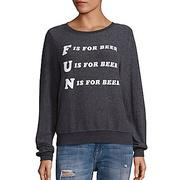 F IS FOR BEER
U IS FOR BEER
N IS FOR BEER